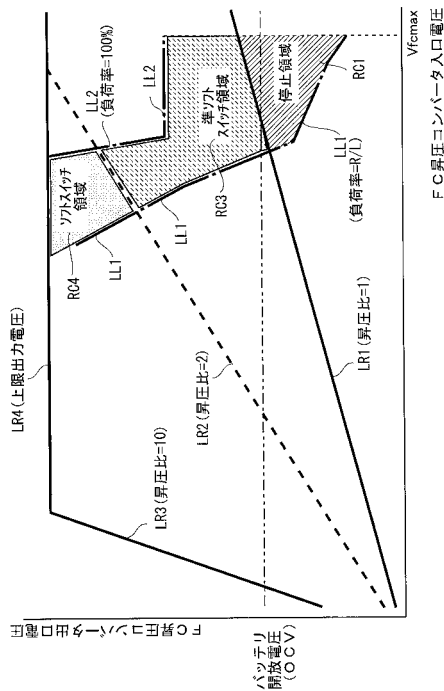 FC昇圧コンバータ出口電圧
LR4(上限出力電圧)
RC4
ソフトスイッチ
領域
LL1
LL2
(負荷率=100%)
LL2
準ソフト
スイッチ領域
LL1
RC3
停止領域
RC1
LL1
(負荷率=R/L)
LR3(昇圧比=10)
LR2(昇圧比=2)
LR1(昇圧比=1)
バッテリ
開放電圧
(OCV)
Vfcmax
FC昇圧コンバータ入口電圧